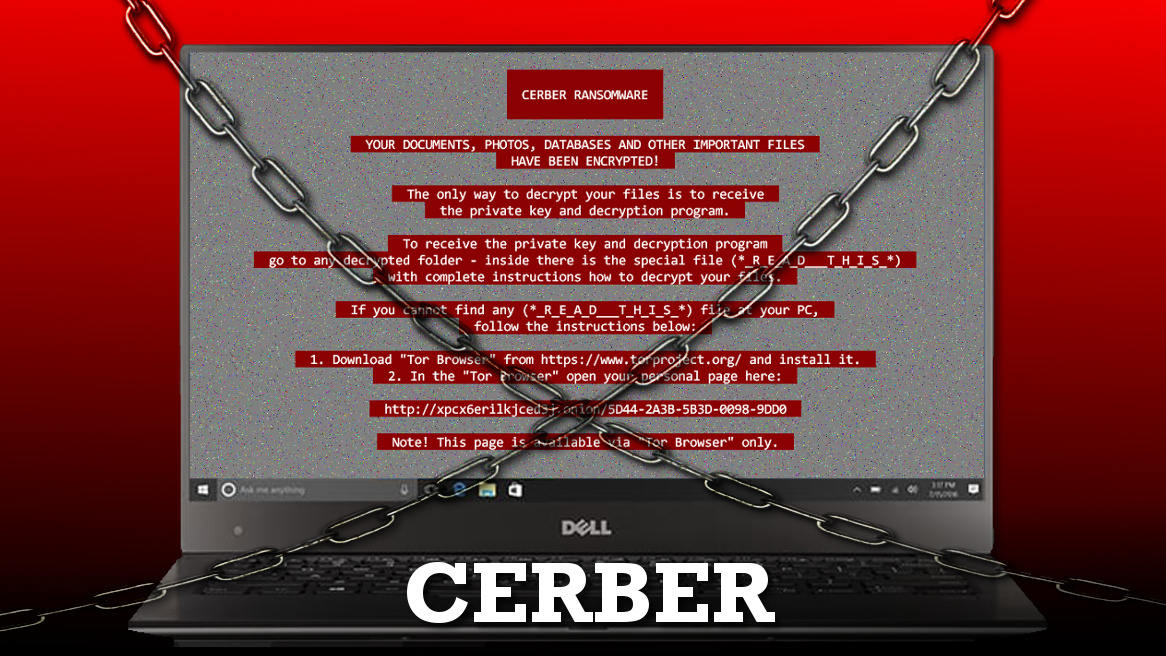 CERBER RANSOMWARE
YOUR DOCUMENTS, PHOTOS, DATABASES AND OTHER IMPORTANT FILES
HAVE BEEN ENCRYPTED!
The only way to decrypt your files is to receive
the private key and decryption program.
To receive the private key and decryption program
go to any decrypted folder - inside there is the special file (*_R_E_A_D___T_H_I_S_*)
with complete instructions how to decrypt your files.
If you cannot find any (*_R_E_A_D___T_H_I_S_*) file at your PC,
follow the instructions below:
1. Download "Tor Browser" from https://www.torproject.org/ and install it.
2. In the "Tor Browser" open your personal page here:
http://xpcx6erilkjced3j.onion/5D44-2A3B-5B3D-0098-9DD0
Note! This page is available via "Tor Browser" only.
Ask me anything
DELL
CERBER